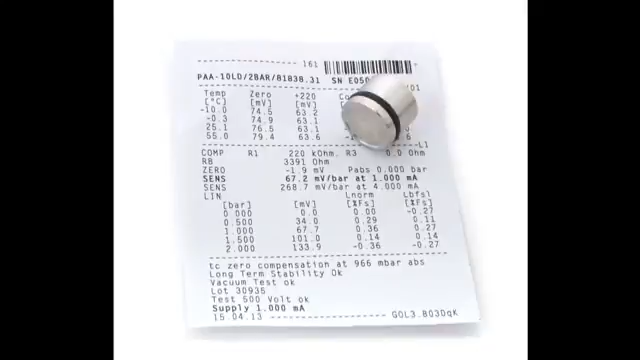 161
PAA-10LD/2BAR/81838.31 SN E050
01
Temp Zero +220
[°C] [mV] [mV]
-10.0 74.5 63.2
-0.3 74.9 63.1
25.1 76.5 63.1
55.0 79.4 63.6
L1
COMP R1 220 kOhm. R3 0.0 Ohm
RB 3391 Ohm
ZERO -1.9 mV Pabs 0.000 bar
SENS 67.2 mV/bar at 1.000 mA
SENS 268.7 mV/bar at 4.000 mA
LIN Lnorm Lbfsl
[bar] [mV] [%Fs] [%Fs]
0.000 0.0 0.00 -0.27
0.500 34.0 0.29 0.11
1.000 67.7 0.36 0.27
1.500 101.0 0.14 0.14
2.000 133.9 -0.36 -0.27
tc zero compensation at 966 mbar abs
Long Term Stability Ok
Vacuum Test ok
Lot 30935
Test 500 Volt ok
Supply 1.000 mA
15.04.13 GOL3.B03DqK